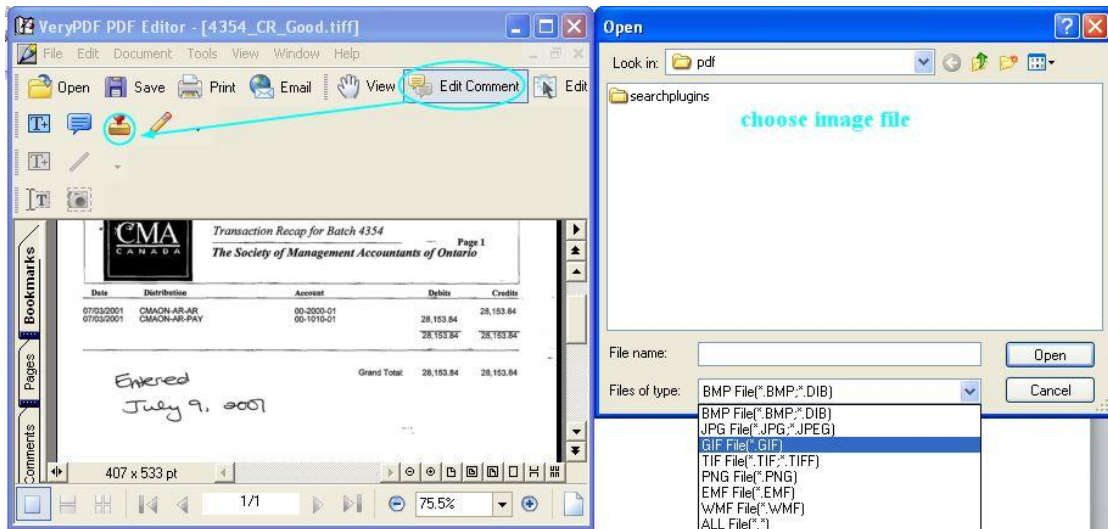 VeryPDF PDF Editor - [4354_CR_Good.tiff]
File Edit Document Tools View Window Help
Open Save Print Email View Edit Comment Edit
CMA
CANADA
Transaction Recap for Batch 4354
Page 1
The Society of Management Accountants of Ontario
Date Distribution Account Debits Credits
07/03/2001 CMAON-AR-AR 00-2000-01 28,153.84
07/03/2001 CMAON-AR-PAY 00-1010-01 28,153.84
28,153.84 28,153.84
Grand Total: 28,153.84 28,153.84
Entered
July 9, 2001
Bookmarks
Pages
Comments
407 x 533 pt
1/1
75.5%
Open
Look in: pdf
searchplugins
choose image file
File name:
Open
Files of type: BMP File(*.BMP;*.DIB)
Cancel
BMP File(*.BMP;*.DIB)
JPG File(*.JPG;*.JPEG)
GIF File(*.GIF)
TIF File(*.TIF;*.TIFF)
PNG File(*.PNG)
EMF File(*.EMF)
WMF File(*.WMF)
ALL File(*.*)